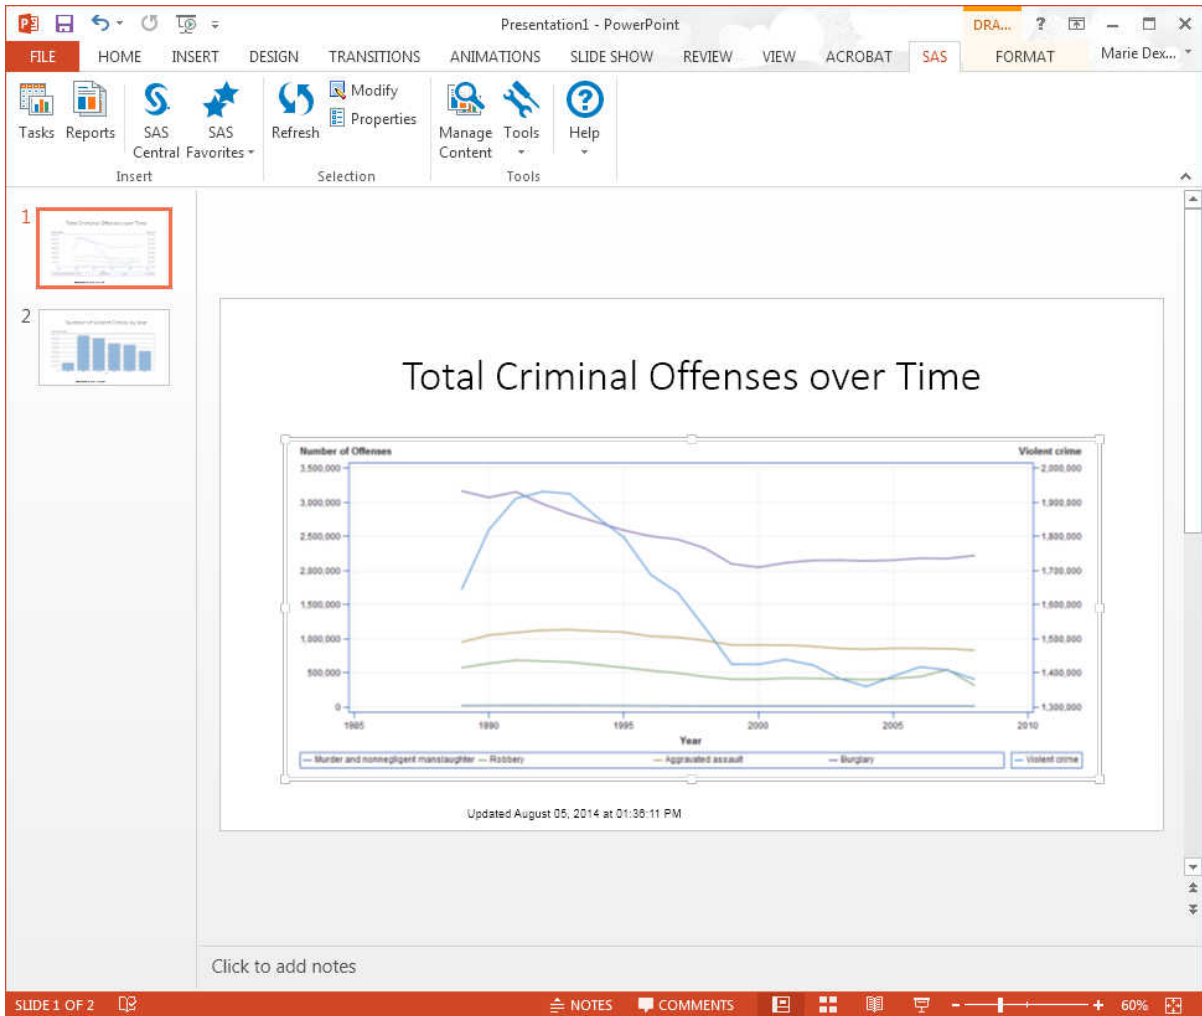 Presentation1 - PowerPoint
DRA... ?
FILE HOME INSERT DESIGN TRANSITIONS ANIMATIONS SLIDE SHOW REVIEW VIEW ACROBAT SAS FORMAT Marie Dex...
Tasks Reports SAS Central SAS Favorites Refresh Modify Properties Manage Content Tools Help
Insert Selection Tools
1
Total Criminal Offenses over Time
2
Total Criminal Offenses over Time
Number of Offenses Violent crime
3,500,000 2,000,000
3,000,000 1,900,000
2,500,000 1,800,000
2,000,000 1,700,000
1,500,000 1,600,000
1,000,000 1,500,000
500,000 1,400,000
0 1,300,000
1985 1990 1995 2000 2005 2010
Year
Murder and nonnegligent manslaughter Robbery Aggravated assault Burglary Violent crime
Updated August 05, 2014 at 01:36:11 PM
Click to add notes
SLIDE 1 OF 2 NOTES COMMENTS 60%